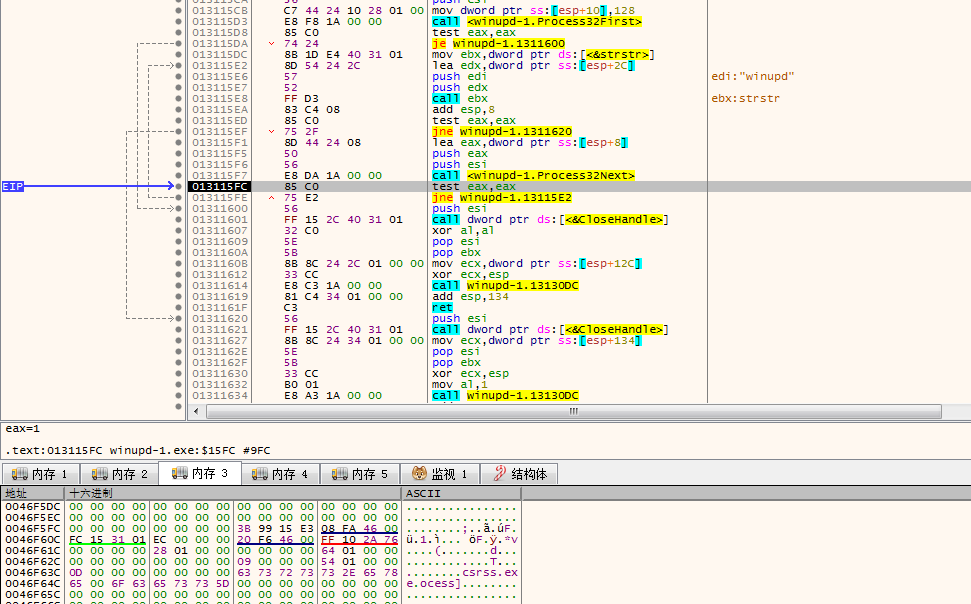 013115CB C7 44 24 10 28 01 00 mov dword ptr ss:[esp+10],128
013115D3 E8 F8 1A 00 00 call <winupd-1.Process32First>
013115D8 85 C0 test eax,eax
013115DA 74 24 je winupd-1.1311600
013115DC 8B 1D E4 40 31 01 mov ebx,dword ptr ds:[<&strstr>]
013115E2 8D 54 24 2C lea edx,dword ptr ss:[esp+2C]
013115E6 57 push edi edi:"winupd"
013115E7 52 push edx
013115E8 FF D3 call ebx ebx:strstr
013115EA 83 C4 08 add esp,8
013115ED 85 C0 test eax,eax
013115EF 75 2F jne winupd-1.1311620
013115F1 8D 44 24 08 lea eax,dword ptr ss:[esp+8]
013115F5 50 push eax
013115F6 56 push esi
013115F7 E8 DA 1A 00 00 call <winupd-1.Process32Next>
EIP 013115FC 85 C0 test eax,eax
013115FE 75 E2 jne winupd-1.13115E2
01311600 56 push esi
01311601 FF 15 2C 40 31 01 call dword ptr ds:[<&CloseHandle>]
01311607 32 C0 xor al,al
01311609 5E pop esi
0131160A 5B pop ebx
0131160B 8B 8C 24 2C 01 00 00 mov ecx,dword ptr ss:[esp+12C]
01311612 33 CC xor ecx,esp
01311614 E8 C3 1A 00 00 call winupd-1.13130DC
01311619 81 C4 34 01 00 00 add esp,134
0131161F C3 ret
01311620 56 push esi
01311621 FF 15 2C 40 31 01 call dword ptr ds:[<&CloseHandle>]
01311627 8B 8C 24 34 01 00 00 mov ecx,dword ptr ss:[esp+134]
0131162E 5E pop esi
0131162F 5B pop ebx
01311630 33 CC xor ecx,esp
01311632 B0 01 mov al,1
01311634 E8 A3 1A 00 00 call winupd-1.13130DC
eax=1
.text:013115FC winupd-1.exe:$15FC #9FC
内存 1 内存 2 内存 3 内存 4 内存 5 监视 1 结构体
地址 十六进制 ASCII
0046F5DC 00 00 00 00 00 00 00 00 00 00 00 00 00 00 00 00 ................
0046F5EC 00 00 00 00 00 00 00 00 00 00 00 00 00 00 00 00 ................
0046F5FC 00 00 00 00 00 00 00 00 3B 99 15 E3 08 FA 46 00 ........;..ã.úF.
0046F60C FC 15 31 01 EC 00 00 00 20 F6 46 00 FF 10 2A 76 ü.1.ì... öF.ÿ.*v
0046F61C 00 00 00 00 28 01 00 00 00 00 00 00 64 01 00 00 ....(.......d...
0046F62C 00 00 00 00 00 00 00 00 09 00 00 00 54 01 00 00 ............T...
0046F63C 0D 00 00 00 00 00 00 00 63 73 72 73 73 2E 65 78 ........csrss.ex
0046F64C 65 00 6F 63 65 73 73 5D 00 00 00 00 00 00 00 00 e.ocess]........
0046F65C 00 00 00 00 00 00 00 00 00 00 00 00 00 00 00 00 ................